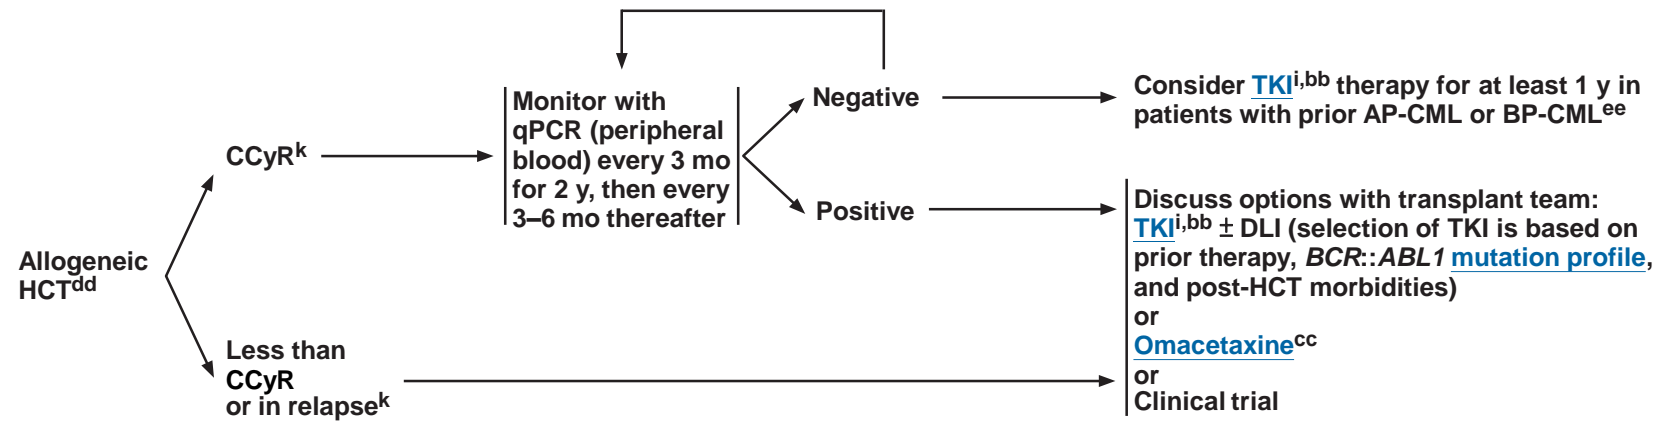 Allogeneic
HCTdd
CCyRk
Less than
CCyR
or in relapsek
Monitor with
qPCR (peripheral
blood) every 3 mo
for 2 y, then every
3–6 mo thereafter
Negative
Positive
Consider TKIi,bb therapy for at least 1 y in
patients with prior AP-CML or BP-CMLee
Discuss options with transplant team:
TKIi,bb ± DLI (selection of TKI is based on
prior therapy, BCR::ABL1 mutation profile,
and post-HCT morbidities)
or
Omacetaxinecc
or
Clinical trial